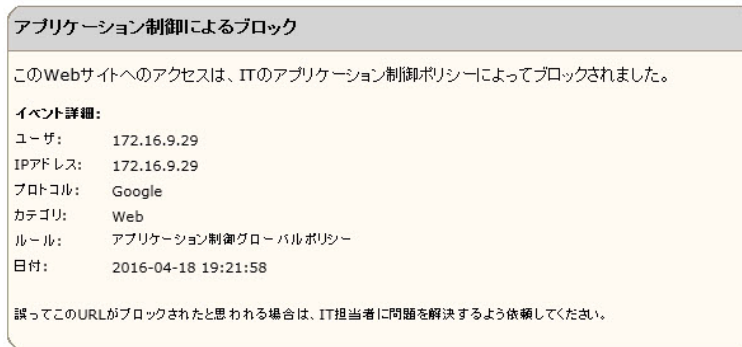 アプリケーション制御によるブロック
このWebサイトへのアクセスは、ITのアプリケーション制御ポリシーによってブロックされました。
イベント詳細:
ユーザ: 172.16.9.29
IPアドレス: 172.16.9.29
プロトコル: Google
カテゴリ: Web
ルール: アプリケーション制御グローバルポリシー
日付: 2016-04-18 19:21:58
誤ってこのURLがブロックされたと思われる場合は、IT担当者に問題を解決するよう依頼してください。